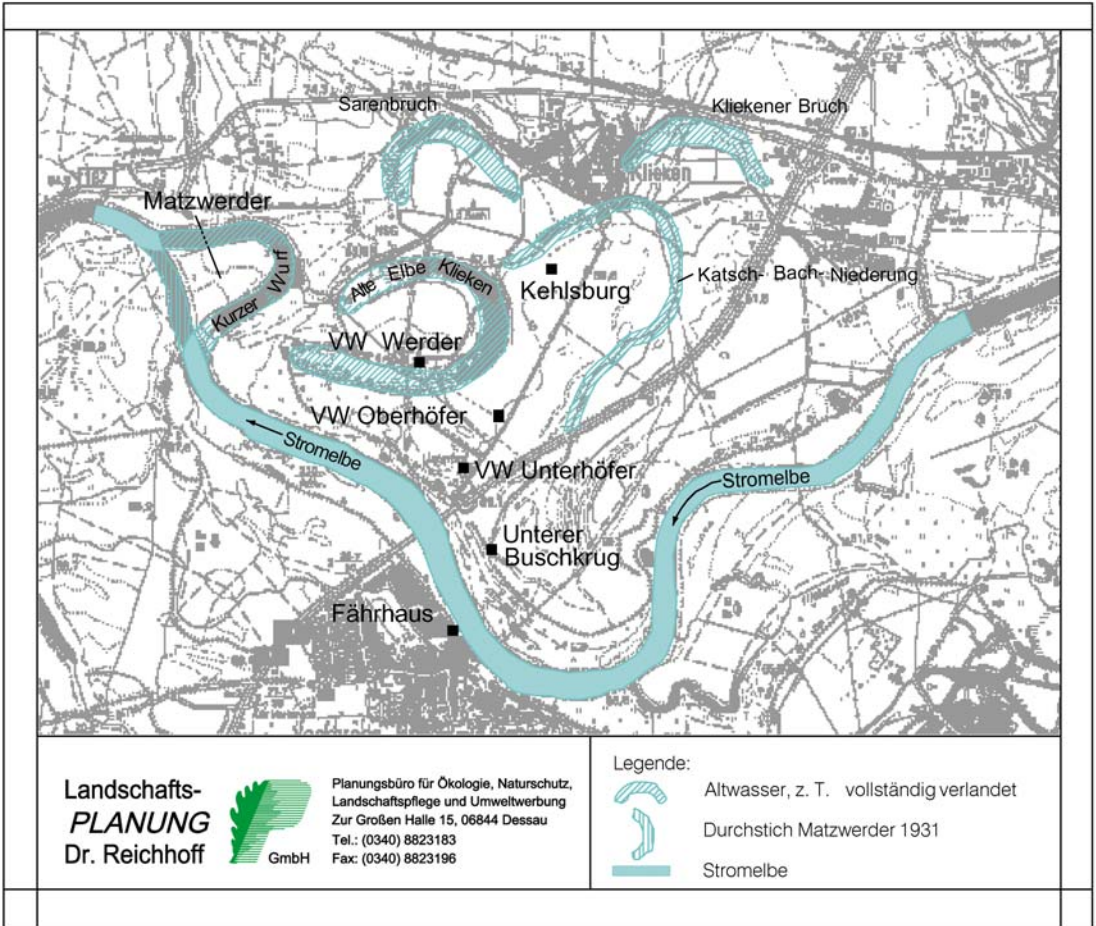 Sarenbruch
Kliekener Bruch
Klieken
Matzwerder
NSG
Kurzer Wurf
Alte Elbe Klieken
Kehlsburg
Katsch- Bach- Niederung
VW Werder
VW Oberhöfer
Stromelbe
VW Unterhöfer
Stromelbe
Unterer
Buschkrug
Fährhaus
Landschafts-
PLANUNG
Dr. Reichhoff
GmbH
Planungsbüro für Ökologie, Naturschutz,
Landschaftspflege und Umweltwerbung
Zur Großen Halle 15, 06844 Dessau
Tel.: (0340) 8823183
Fax: (0340) 8823196
Legende:
Altwasser, z. T. vollständig verlandet
Durchstich Matzwerder 1931
Stromelbe